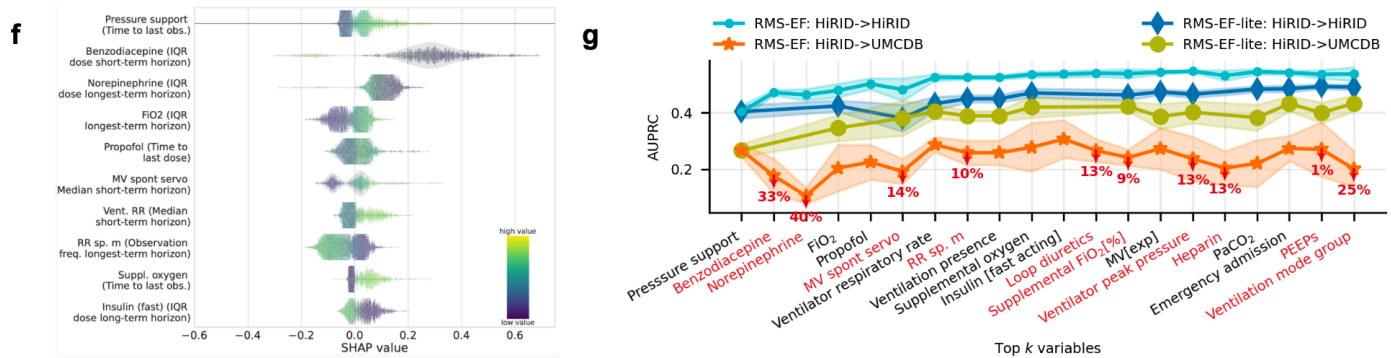 f
Pressure support
(Time to last obs.)
Benzodiacepine (IQR
dose short-term horizon)
Norepinephrine (IQR
dose longest-term horizon)
FiO2 (IQR
longest-term horizon)
Propofol (Time to
last dose)
MV spont servo
Median short-term horizon)
Vent. RR (Median
short-term horizon)
RR sp. m (Observation
freq. longest-term horizon)
Suppl. oxygen
(Time to last obs.)
Insulin (fast) (IQR
dose long-term horizon)
high value
low value
−0.6 −0.4 −0.2 0.0 0.2 0.4 0.6
SHAP value
g
RMS-EF: HiRID->HiRID
RMS-EF: HiRID->UMCDB
RMS-EF-lite: HiRID->HiRID
RMS-EF-lite: HiRID->UMCDB
AUPRC
0.4
0.2
33%
40%
14%
10%
13%
9%
13%
13%
1%
25%
Presssure support
Benzodiacepine
Norepinephrine
FiO₂
Propofol
MV spont servo
Ventilator respiratory rate
RR sp. m
Ventilation presence
Supplemental oxygen
Insulin [fast acting]
Loop diuretics
Supplemental FiO₂[%]
MV[exp]
Ventilator peak pressure
Heparin
PaCO₂
Emergency admission
PEEPs
Ventilation mode group
Top k variables